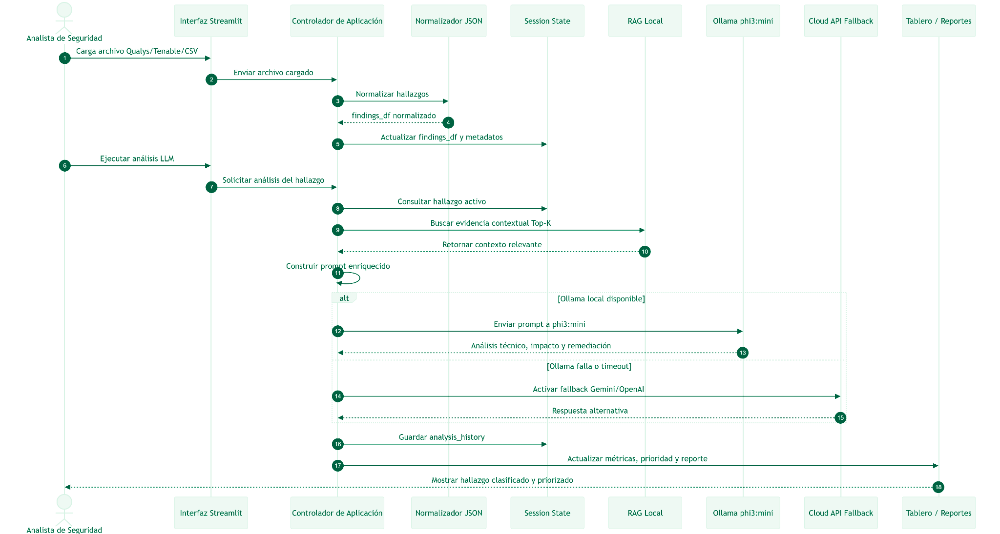 Interfaz Streamlit
Controlador de Aplicación
Normalizador JSON
Session State
RAG Local
Ollama phi3:mini
Cloud API Fallback
Tablero / Reportes
Analista de Seguridad
Carga archivo Qualys/Tenable/CSV
1
Enviar archivo cargado
2
Normalizar hallazgos
3
findings_df normalizado
4
Actualizar findings_df y metadatos
5
Ejecutar análisis LLM
6
Solicitar análisis del hallazgo
7
Consultar hallazgo activo
8
Buscar evidencia contextual Top-K
9
Retornar contexto relevante
10
Construir prompt enriquecido
11
alt
[Ollama local disponible]
Enviar prompt a phi3:mini
12
Análisis técnico, impacto y remediación
13
[Ollama falla o timeout]
Activar fallback Gemini/OpenAI
14
Respuesta alternativa
15
Guardar analysis_history
16
Actualizar métricas, prioridad y reporte
17
Mostrar hallazgo clasificado y priorizado
18
Interfaz Streamlit
Controlador de Aplicación
Normalizador JSON
Session State
RAG Local
Ollama phi3:mini
Cloud API Fallback
Tablero / Reportes
Analista de Seguridad